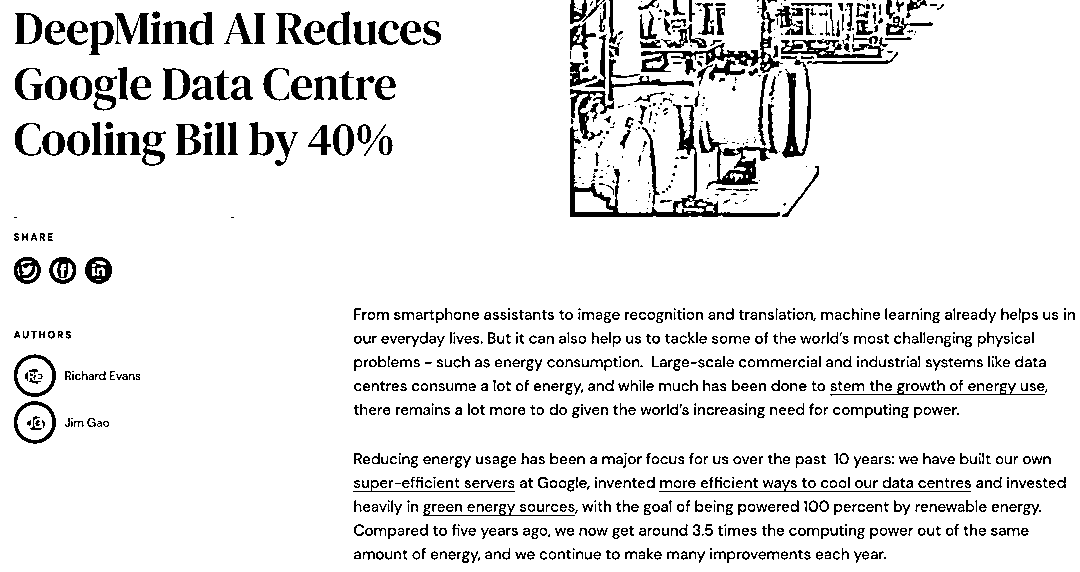 DeepMind AI Reduces
Google Data Centre
Cooling Bill by 40%
SHARE
AUTHORS
Richard Evans
Jim Gao
From smartphone assistants to image recognition and translation, machine learning already helps us in
our everyday lives. But it can also help us to tackle some of the world's most challenging physical
problems – such as energy consumption. Large-scale commercial and industrial systems like data
centres consume a lot of energy, and while much has been done to stem the growth of energy use,
there remains a lot more to do given the world's increasing need for computing power.
Reducing energy usage has been a major focus for us over the past 10 years: we have built our own
super-efficient servers at Google, invented more efficient ways to cool our data centres and invested
heavily in green energy sources, with the goal of being powered 100 percent by renewable energy.
Compared to five years ago, we now get around 3.5 times the computing power out of the same
amount of energy, and we continue to make many improvements each year.